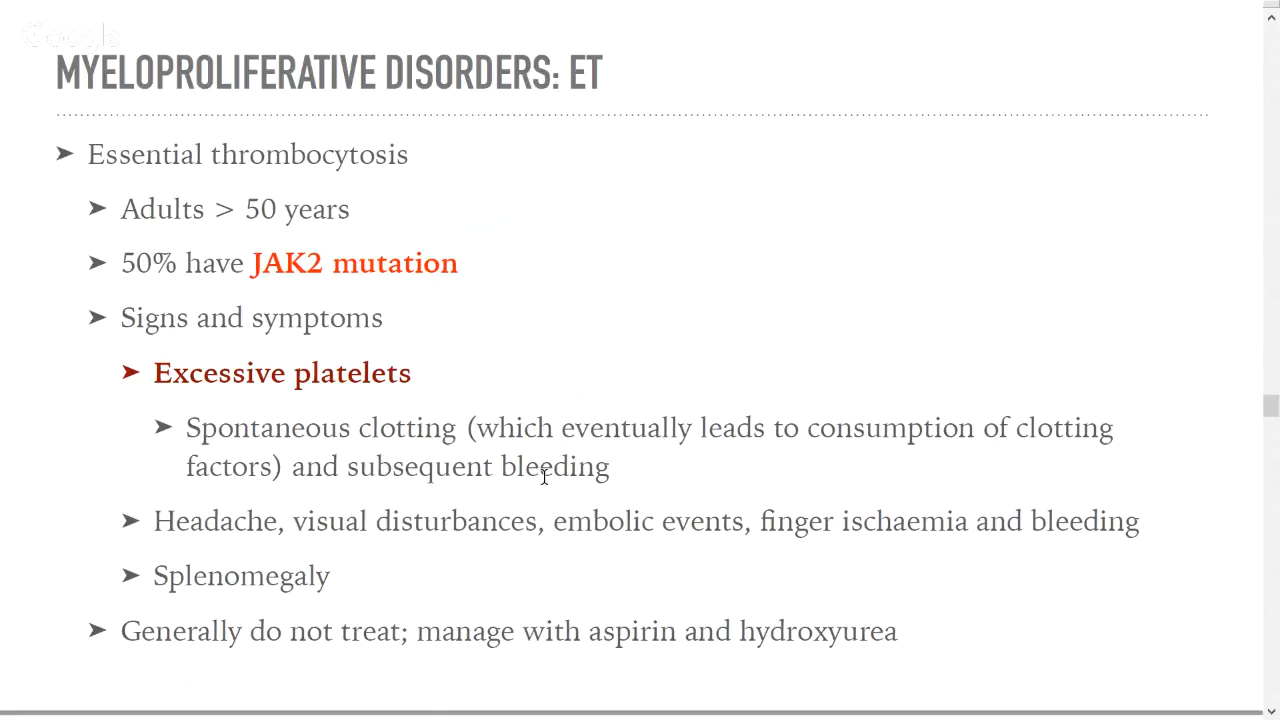 Google
MYELOPROLIFERATIVE DISORDERS: ET
➤ Essential thrombocytosis
➤ Adults > 50 years
➤ 50% have JAK2 mutation
➤ Signs and symptoms
➤ Excessive platelets
➤ Spontaneous clotting (which eventually leads to consumption of clotting
factors) and subsequent bleeding
➤ Headache, visual disturbances, embolic events, finger ischaemia and bleeding
➤ Splenomegaly
➤ Generally do not treat; manage with aspirin and hydroxyurea